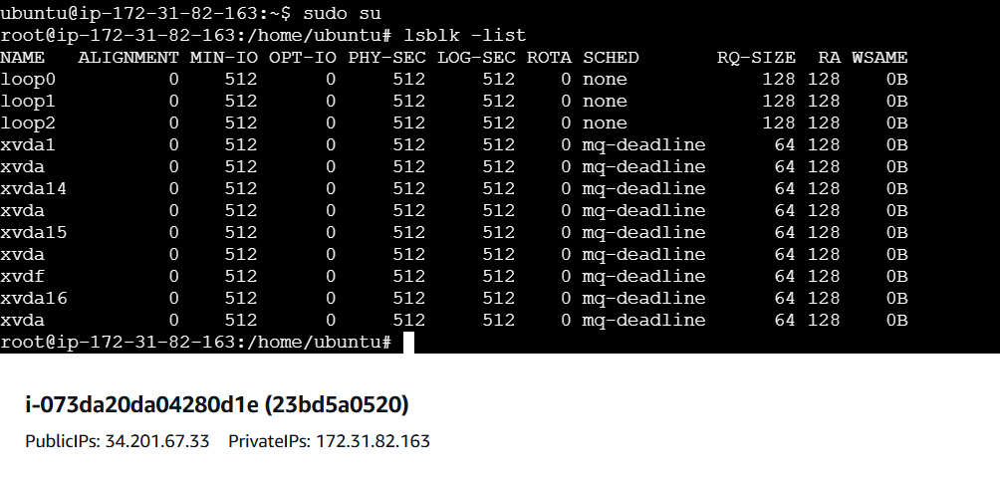 ubuntu@ip-172-31-82-163:~$ sudo su
root@ip-172-31-82-163:/home/ubuntu# lsblk -list
NAME   ALIGNMENT MIN-IO OPT-IO PHY-SEC LOG-SEC ROTA SCHED       RQ-SIZE  RA WSAME
loop0          0    512      0     512     512    0 none            128 128    0B
loop1          0    512      0     512     512    0 none            128 128    0B
loop2          0    512      0     512     512    0 none            128 128    0B
xvda1          0    512      0     512     512    0 mq-deadline      64 128    0B
xvda           0    512      0     512     512    0 mq-deadline      64 128    0B
xvda14         0    512      0     512     512    0 mq-deadline      64 128    0B
xvda           0    512      0     512     512    0 mq-deadline      64 128    0B
xvda15         0    512      0     512     512    0 mq-deadline      64 128    0B
xvda           0    512      0     512     512    0 mq-deadline      64 128    0B
xvdf           0    512      0     512     512    0 mq-deadline      64 128    0B
xvda16         0    512      0     512     512    0 mq-deadline      64 128    0B
xvda           0    512      0     512     512    0 mq-deadline      64 128    0B
root@ip-172-31-82-163:/home/ubuntu#
i-073da20da04280d1e (23bd5a0520)
PublicIPs: 34.201.67.33   PrivateIPs: 172.31.82.163